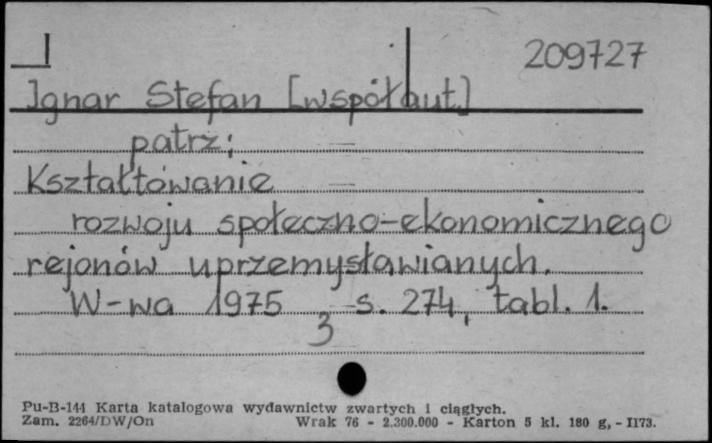 209727
Ignar Stefan [współaut.]
patrz:
Kształtowanie
rozwoju społeczno-ekonomicznego
rejonów uprzemysławianych.
W-wa 1975, s. 274, tabl. 1.
3
Pu-B-144 Karta katalogowa wydawnictw zwartych i ciągłych.
Zam. 2264/DW/On Wrak 76 - 2.300.000 - Karton 5 kl. 180 g, - I173.